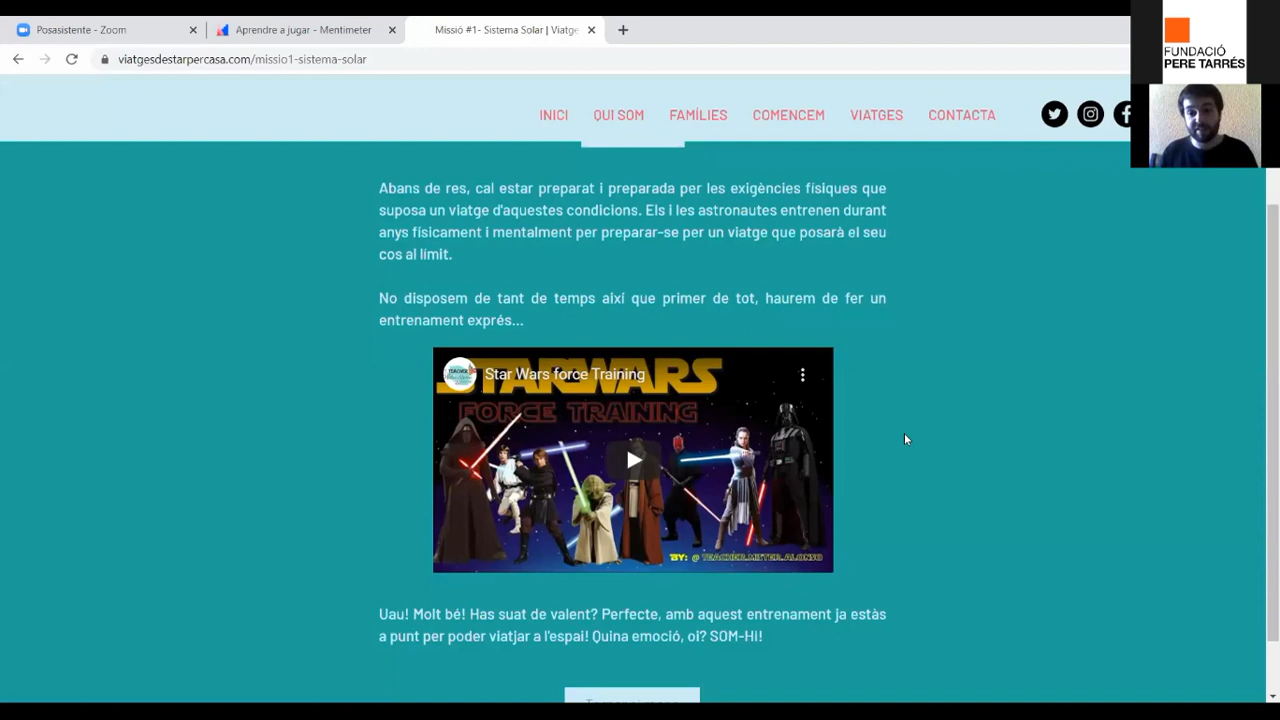 Posasistente - Zoom
Aprendre a jugar - Mentimeter
Missió #1- Sistema Solar | Viatge
viatgesdestarpercasa.com/missio1-sistema-solar
FUNDACIÓ
PERE TARRÉS
INICI
QUI SOM
FAMÍLIES
COMENCEM
VIATGES
CONTACTA
Abans de res, cal estar preparat i preparada per les exigències físiques que
suposa un viatge d'aquestes condicions. Els i les astronautes entrenen durant
anys físicament i mentalment per preparar-se per un viatge que posarà el seu
cos al límit.
No disposem de tant de temps així que primer de tot, haurem de fer un
entrenament exprés...
Star Wars force Training
STARWARS
FORCE TRAINING
BY: @ TEACHER.MISTER.ALONSO
Uau! Molt bé! Has suat de valent? Perfecte, amb aquest entrenament ja estàs
a punt per poder viatjar a l'espai! Quina emoció, oi? SOM-HI!